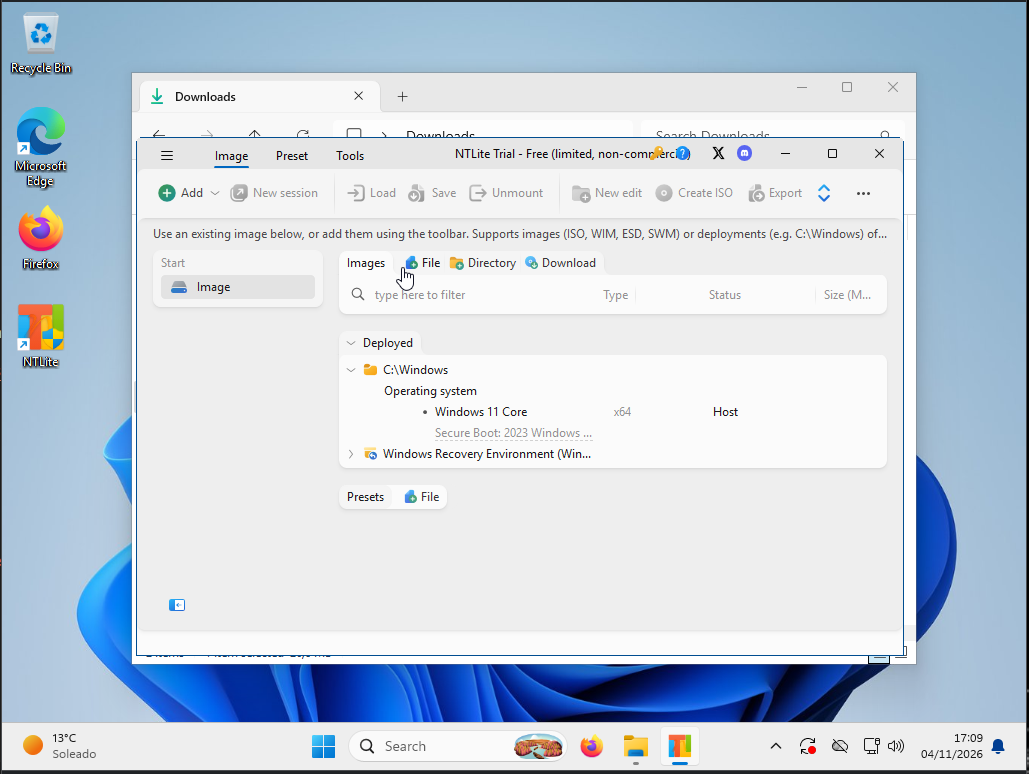 Recycle Bin
Microsoft Edge
Firefox
NTLite
Downloads
Downloads
Search Downloads
Image
Preset
Tools
NTLite Trial - Free (limited, non-commerci
Add
New session
Load
Save
Unmount
New edit
Create ISO
Export
Use an existing image below, or add them using the toolbar. Supports images (ISO, WIM, ESD, SWM) or deployments (e.g. C:\Windows) of...
Start
Image
Images
File
Directory
Download
type here to filter
Type
Status
Size (M...
Deployed
C:\Windows
Operating system
Windows 11 Core
x64
Host
Secure Boot: 2023 Windows ...
Windows Recovery Environment (Win...
Presets
File
13°C
Soleado
Search
17:09
04/11/2026